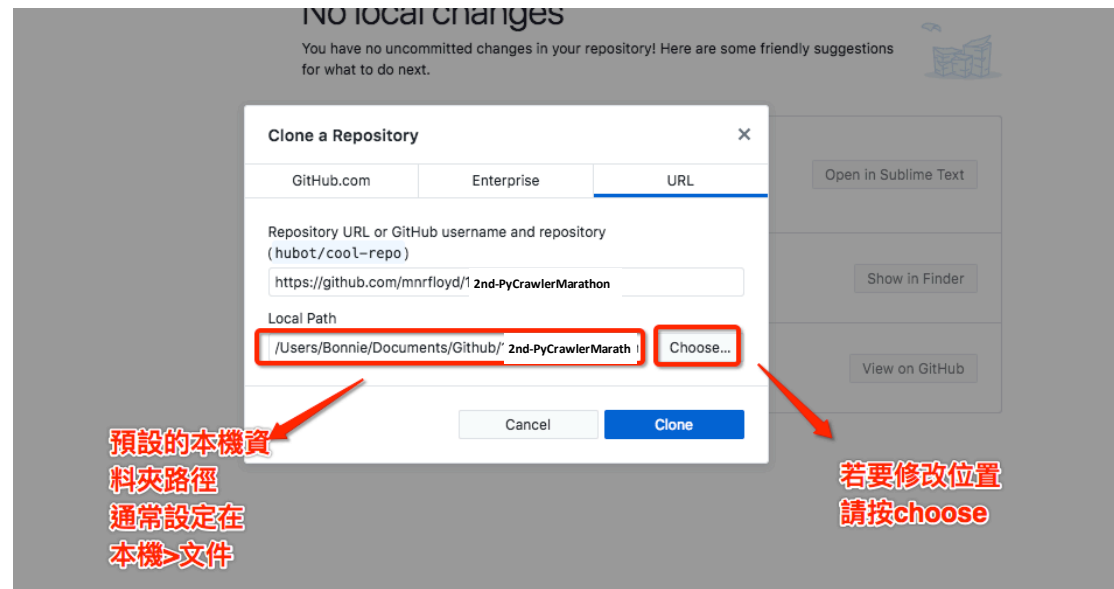 No local changes
You have no uncommitted changes in your repository! Here are some friendly suggestions
for what to do next.
Clone a Repository
GitHub.com
Enterprise
URL
Open in Sublime Text
Repository URL or GitHub username and repository
(hubot/cool-repo)
https://github.com/mnrfloyd/ 2nd-PyCrawlerMarathon
Show in Finder
Local Path
/Users/Bonnie/Documents/Github/ 2nd-PyCrawlerMarath
Choose...
View on GitHub
Cancel
Clone
預設的本機資
料夾路徑
通常設定在
本機>文件
若要修改位置
請按choose